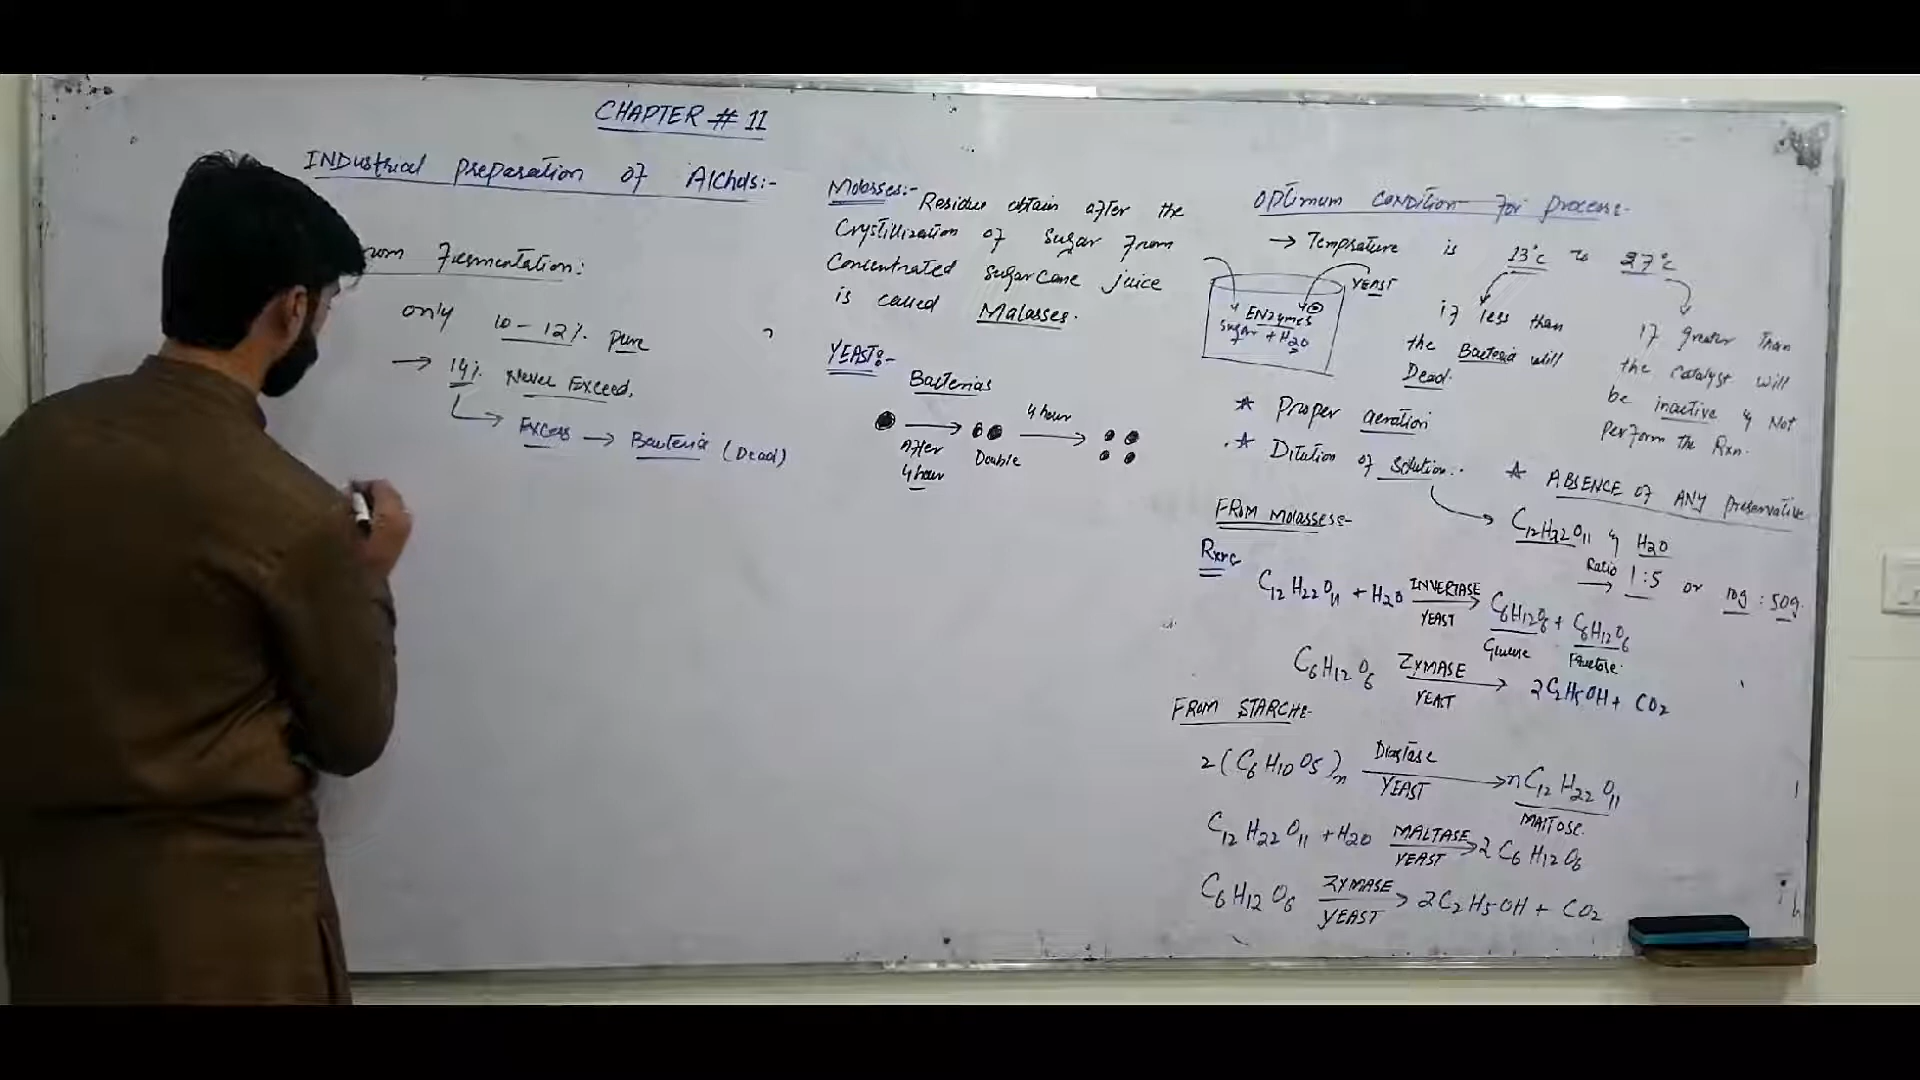 CHAPTER # 11
INDustrial preparation of Alchols:-
rom Fermentation:
only 10 - 12% pure
→ 14% Never Exceed.
Excess → Bacteria (Dead)
Molasses:- Residue obtain after the
Crystillization of sugar from
Concentrated sugarcane juice
is called Malasses.
YEAST:-
Bacterias
After
4 hour
Double
4 hour
OPtimum CONDITION for process-
→ Temprature is 13°C to 27°C
YEAST
ENZymes
Sugar + H2O
if less than
the Bacteria will
Dead.
if greater Than
the catalyst will
be inactive & Not
perform the Rxn.
* Proper aeration
* Dilution of solution:.
* ABSENCE OF ANY preservative
C12H22O11 & H2O
Ratio → 1:5 or 10g : 50g.
FROM Molassess-
Rxn
C12H22O11 + H2O INVERTASE YEAST → C6H12O6 + C6H12O6
Glucose Fructose.
C6H12O6 ZYMASE YEAT → 2C2H5OH + CO2
FROM STARCH-
2(C6H10O5)n Diastase YEAST → nC12H22O11
MALTOSE.
C12H22O11 + H2O MALTASE YEAST → 2C6H12O6
C6H12O6 ZYMASE YEAST → 2C2H5OH + CO2